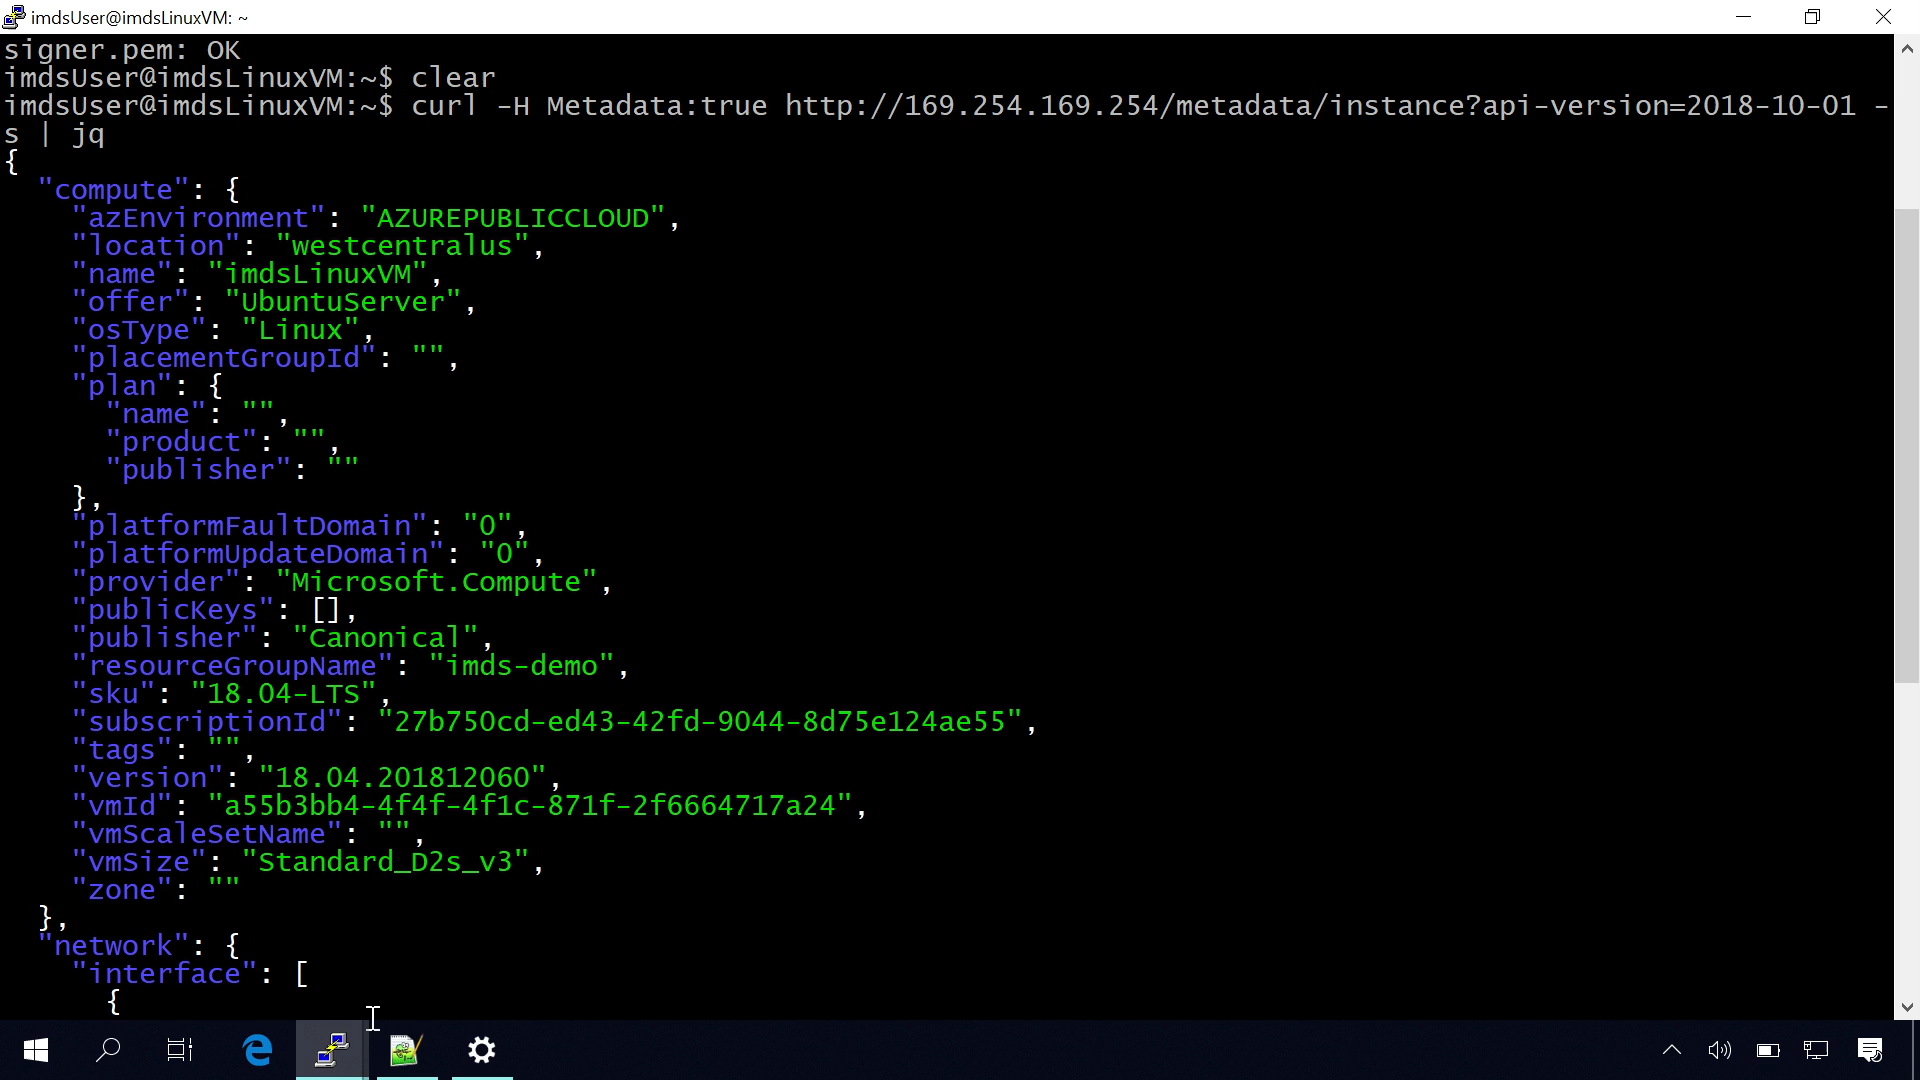 imdsUser@imdsLinuxVM: ~
signer.pem: OK
imdsUser@imdsLinuxVM:~$ clear
imdsUser@imdsLinuxVM:~$ curl -H Metadata:true http://169.254.169.254/metadata/instance?api-version=2018-10-01 -
s | jq
{
  "compute": {
    "azEnvironment": "AZUREPUBLICCLOUD",
    "location": "westcentralus",
    "name": "imdsLinuxVM",
    "offer": "UbuntuServer",
    "osType": "Linux",
    "placementGroupId": "",
    "plan": {
      "name": "",
      "product": "",
      "publisher": ""
    },
    "platformFaultDomain": "0",
    "platformUpdateDomain": "0",
    "provider": "Microsoft.Compute",
    "publicKeys": [],
    "publisher": "Canonical",
    "resourceGroupName": "imds-demo",
    "sku": "18.04-LTS",
    "subscriptionId": "27b750cd-ed43-42fd-9044-8d75e124ae55",
    "tags": "",
    "version": "18.04.201812060",
    "vmId": "a55b3bb4-4f4f-4f1c-871f-2f6664717a24",
    "vmScaleSetName": "",
    "vmSize": "Standard_D2s_v3",
    "zone": ""
  },
  "network": {
    "interface": [
      {